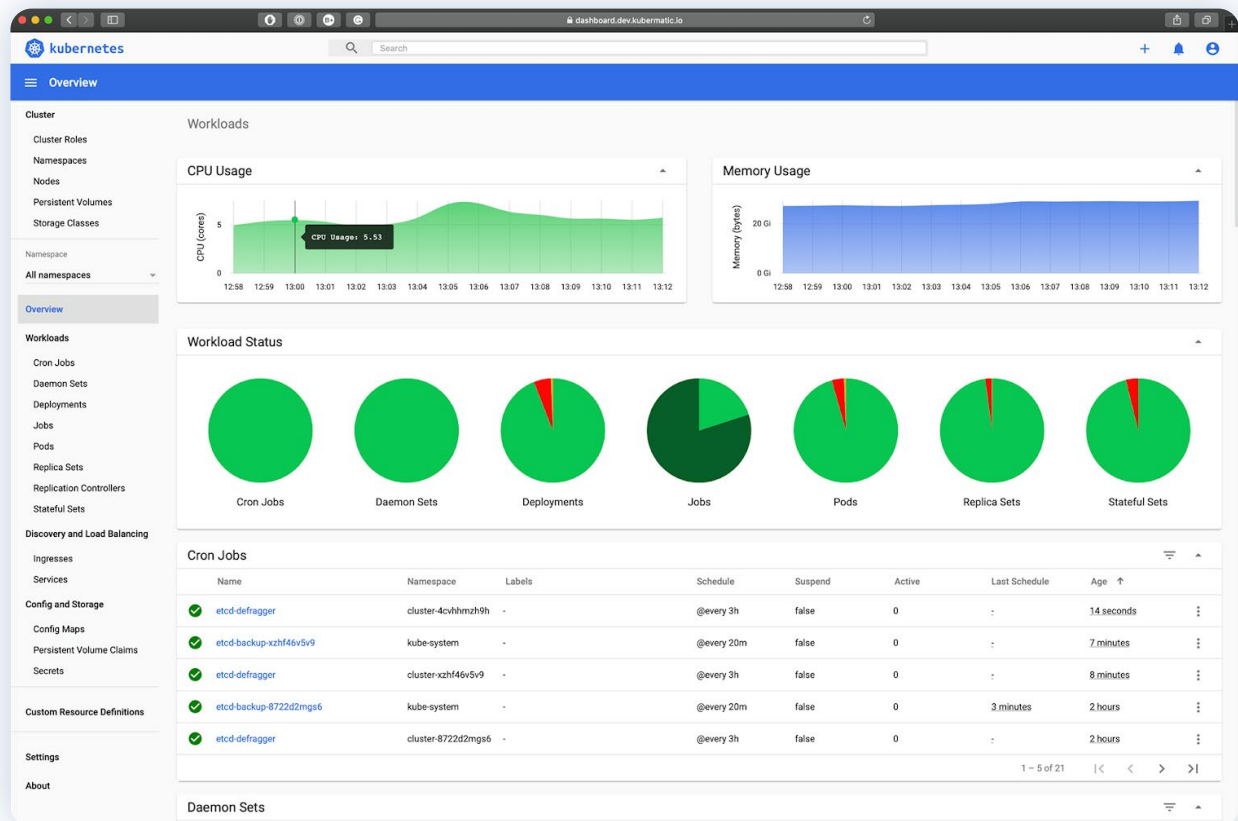 dashboard.dev.kubermatic.io
kubernetes
Search
Overview
Cluster
Cluster Roles
Namespaces
Nodes
Persistent Volumes
Storage Classes
Namespace
All namespaces
Overview
Workloads
Cron Jobs
Daemon Sets
Deployments
Jobs
Pods
Replica Sets
Replication Controllers
Stateful Sets
Discovery and Load Balancing
Ingresses
Services
Config and Storage
Config Maps
Persistent Volume Claims
Secrets
Custom Resource Definitions
Settings
About
Workloads
CPU Usage
CPU (cores)
5
0
CPU Usage: 5.53
12:58 12:59 13:00 13:01 13:02 13:03 13:04 13:05 13:06 13:07 13:08 13:09 13:10 13:11 13:12
Memory Usage
Memory (bytes)
20 Gi
0 Gi
12:58 12:59 13:00 13:01 13:02 13:03 13:04 13:05 13:06 13:07 13:08 13:09 13:10 13:11 13:12
Workload Status
Cron Jobs Daemon Sets Deployments Jobs Pods Replica Sets Stateful Sets
Cron Jobs
Name Namespace Labels Schedule Suspend Active Last Schedule Age ↑
etcd-defragger cluster-4cvhhmzh9h - @every 3h false 0 - 14 seconds
etcd-backup-xzhf46v5v9 kube-system - @every 20m false 0 - 7 minutes
etcd-defragger cluster-xzhf46v5v9 - @every 3h false 0 - 8 minutes
etcd-backup-8722d2mgs6 kube-system - @every 20m false 0 3 minutes 2 hours
etcd-defragger cluster-8722d2mgs6 - @every 3h false 0 - 2 hours
1 – 5 of 21
Daemon Sets